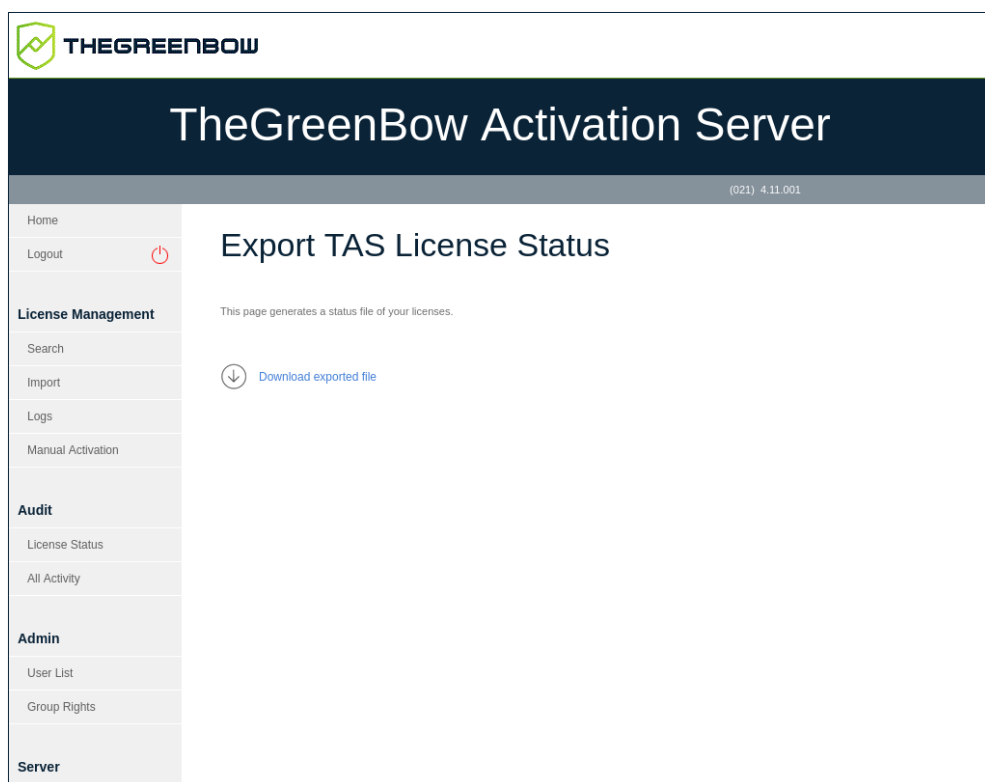 THEGREENBOW
TheGreenBow Activation Server
(021) 4.11.001
Home
Logout
License Management
Search
Import
Logs
Manual Activation
Audit
License Status
All Activity
Admin
User List
Group Rights
Server
Export TAS License Status
This page generates a status file of your licenses.
Download exported file